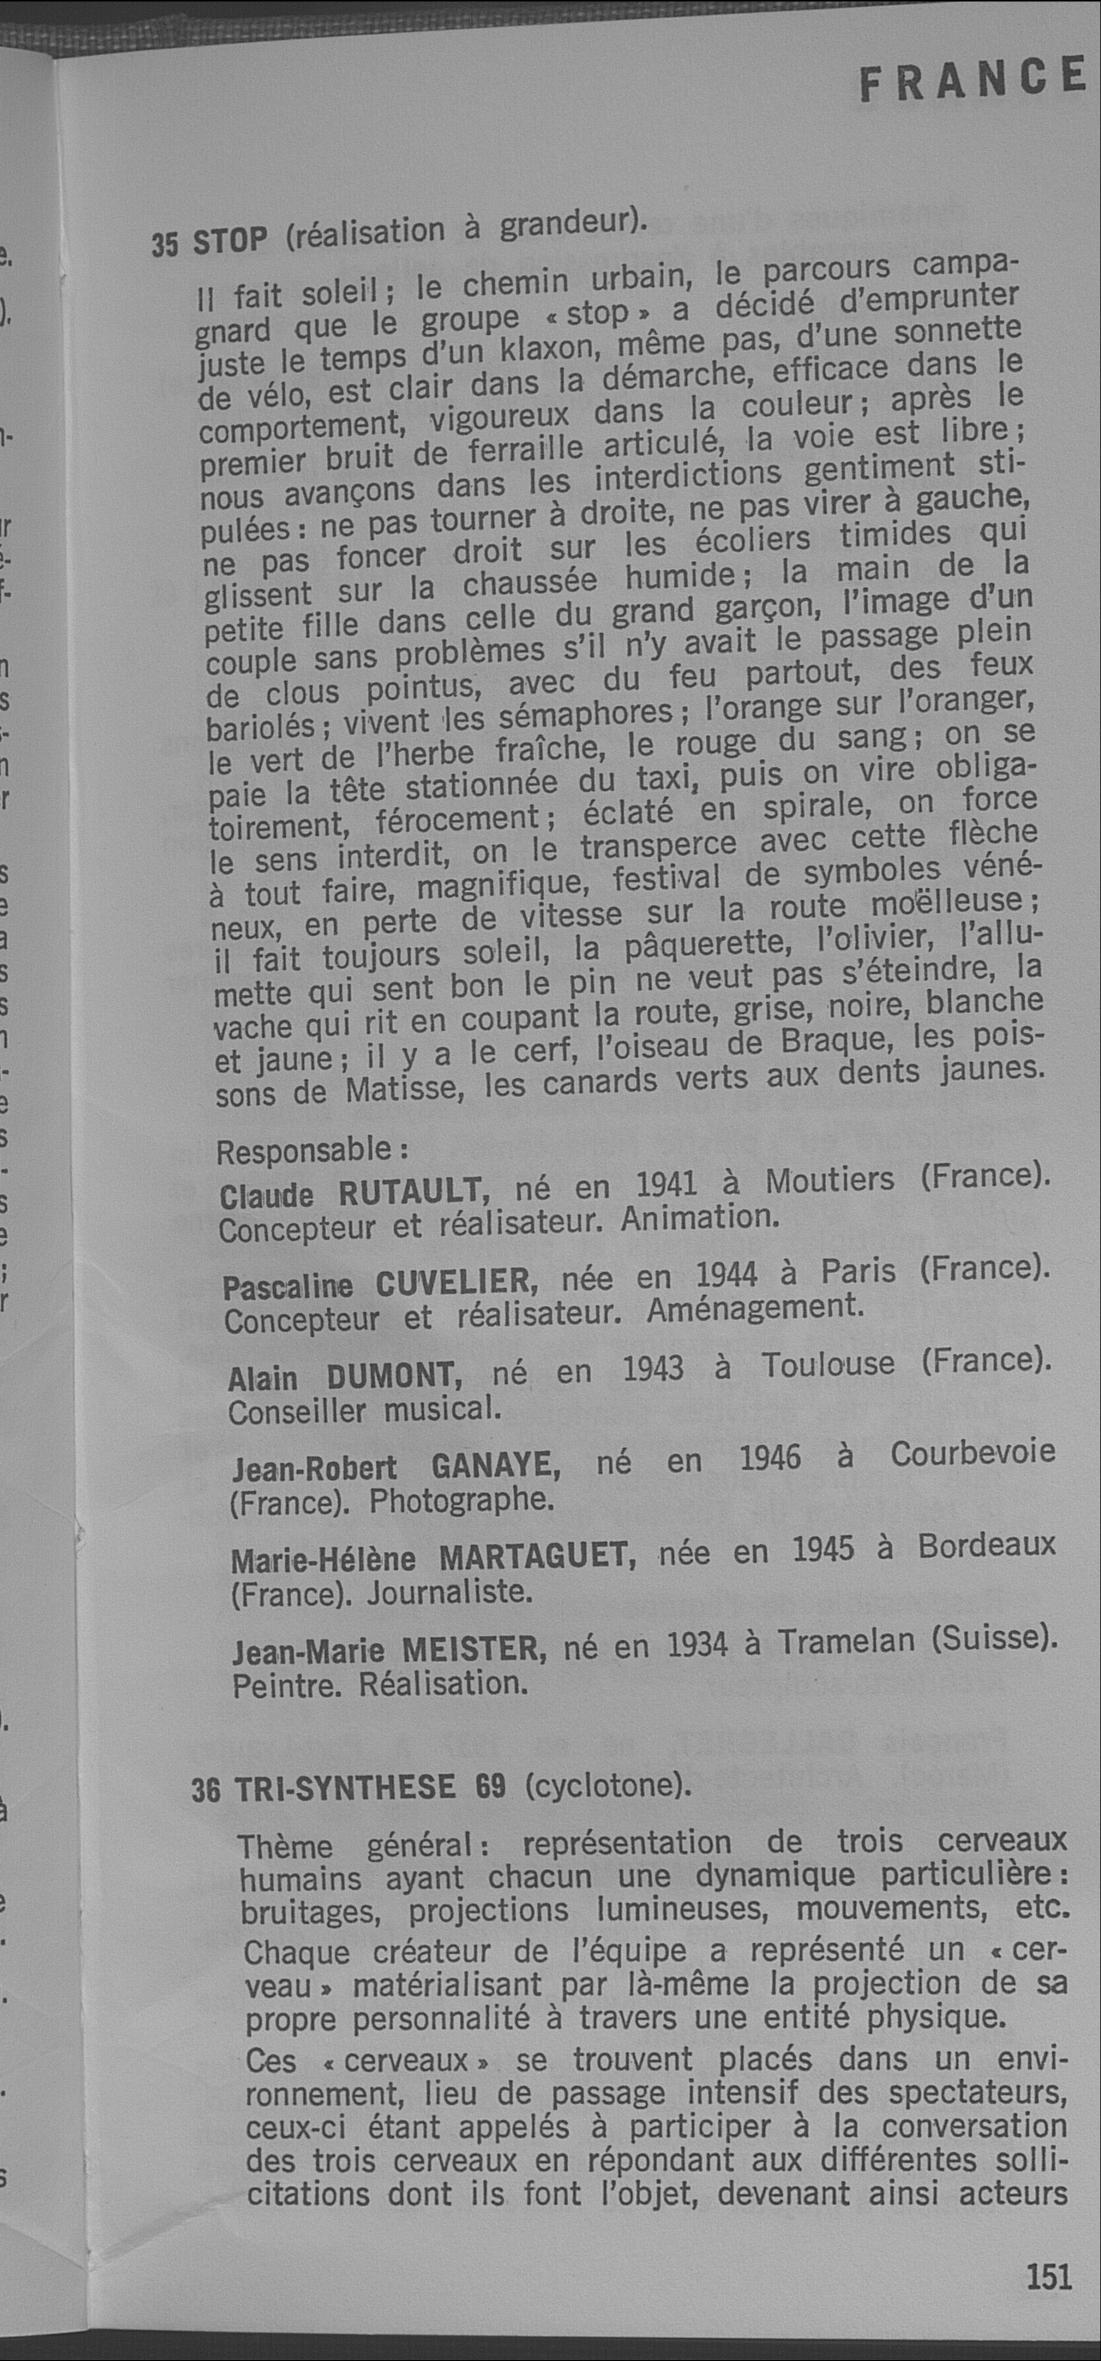 FRANCE
35 STOP (réalisation à grandeur).
Il fait soleil ; le chemin urbain, le parcours campa-
gnard que le groupe « stop » a décidé d'emprunter
juste le temps d'un klaxon, même pas, d'une sonnette
de vélo, est clair dans la démarche, efficace dans le
comportement, vigoureux dans la couleur ; après le
premier bruit de ferraille articulé, la voie est libre ;
nous avançons dans les interdictions gentiment sti-
pulées : ne pas tourner à droite, ne pas virer à gauche,
ne pas foncer droit sur les écoliers timides qui
glissent sur la chaussée humide ; la main de la
petite fille dans celle du grand garçon, l'image d'un
couple sans problèmes s'il n'y avait le passage plein
de clous pointus, avec du feu partout, des feux
bariolés ; vivent les sémaphores ; l'orange sur l'oranger,
le vert de l'herbe fraîche, le rouge du sang ; on se
paie la tête stationnée du taxi, puis on vire obliga-
toirement, férocement ; éclaté en spirale, on force
le sens interdit, on le transperce avec cette flèche
à tout faire, magnifique, festival de symboles véné-
neux, en perte de vitesse sur la route moëlleuse ;
il fait toujours soleil, la pâquerette, l'olivier, l'allu-
mette qui sent bon le pin ne veut pas s'éteindre, la
vache qui rit en coupant la route, grise, noire, blanche
et jaune ; il y a le cerf, l'oiseau de Braque, les pois-
sons de Matisse, les canards verts aux dents jaunes.
Responsable :
Claude RUTAULT, né en 1941 à Moutiers (France).
Concepteur et réalisateur. Animation.
Pascaline CUVELIER, née en 1944 à Paris (France).
Concepteur et réalisateur. Aménagement.
Alain DUMONT, né en 1943 à Toulouse (France).
Conseiller musical.
Jean-Robert GANAYE, né en 1946 à Courbevoie
(France). Photographe.
Marie-Hélène MARTAGUET, née en 1945 à Bordeaux
(France). Journaliste.
Jean-Marie MEISTER, né en 1934 à Tramelan (Suisse).
Peintre. Réalisation.
36 TRI-SYNTHESE 69 (cyclotone).
Thème général : représentation de trois cerveaux
humains ayant chacun une dynamique particulière :
bruitages, projections lumineuses, mouvements, etc.
Chaque créateur de l'équipe a représenté un « cer-
veau » matérialisant par là-même la projection de sa
propre personnalité à travers une entité physique.
Ces « cerveaux » se trouvent placés dans un envi-
ronnement, lieu de passage intensif des spectateurs,
ceux-ci étant appelés à participer à la conversation
des trois cerveaux en répondant aux différentes solli-
citations dont ils font l'objet, devenant ainsi acteurs
151